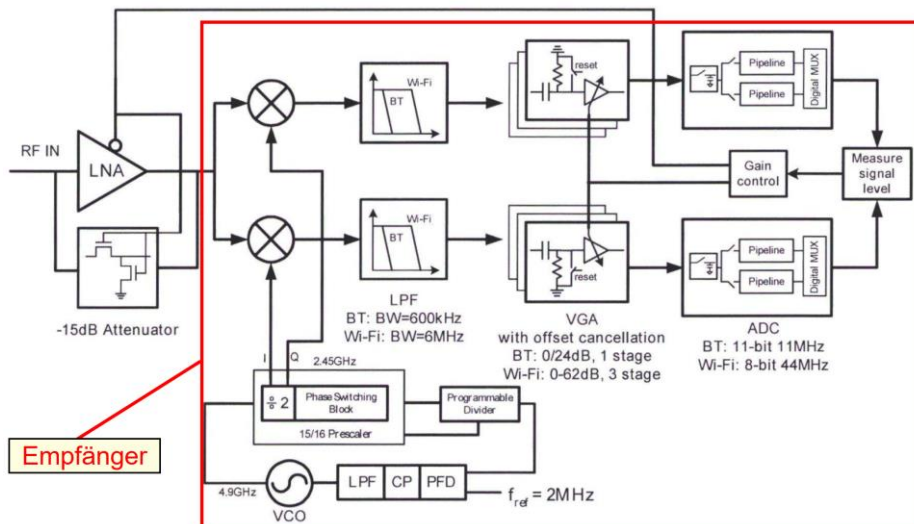 RF IN
LNA
-15dB Attenuator
Wi-Fi
BT
Wi-Fi
BT
LPF
BT: BW=600kHz
Wi-Fi: BW=6MHz
reset
reset
VGA
with offset cancellation
BT: 0/24dB, 1 stage
Wi-Fi: 0-62dB, 3 stage
Pipeline
Pipeline
Digital MUX
Gain
control
Measure
signal
level
Pipeline
Pipeline
Digital MUX
ADC
BT: 11-bit 11MHz
Wi-Fi: 8-bit 44MHz
I
Q
2.45GHz
÷ 2
Phase Switching
Block
15/16 Prescaler
Programmable
Divider
Empfänger
4.9GHz
VCO
LPF
CP
PFD
fref = 2MHz